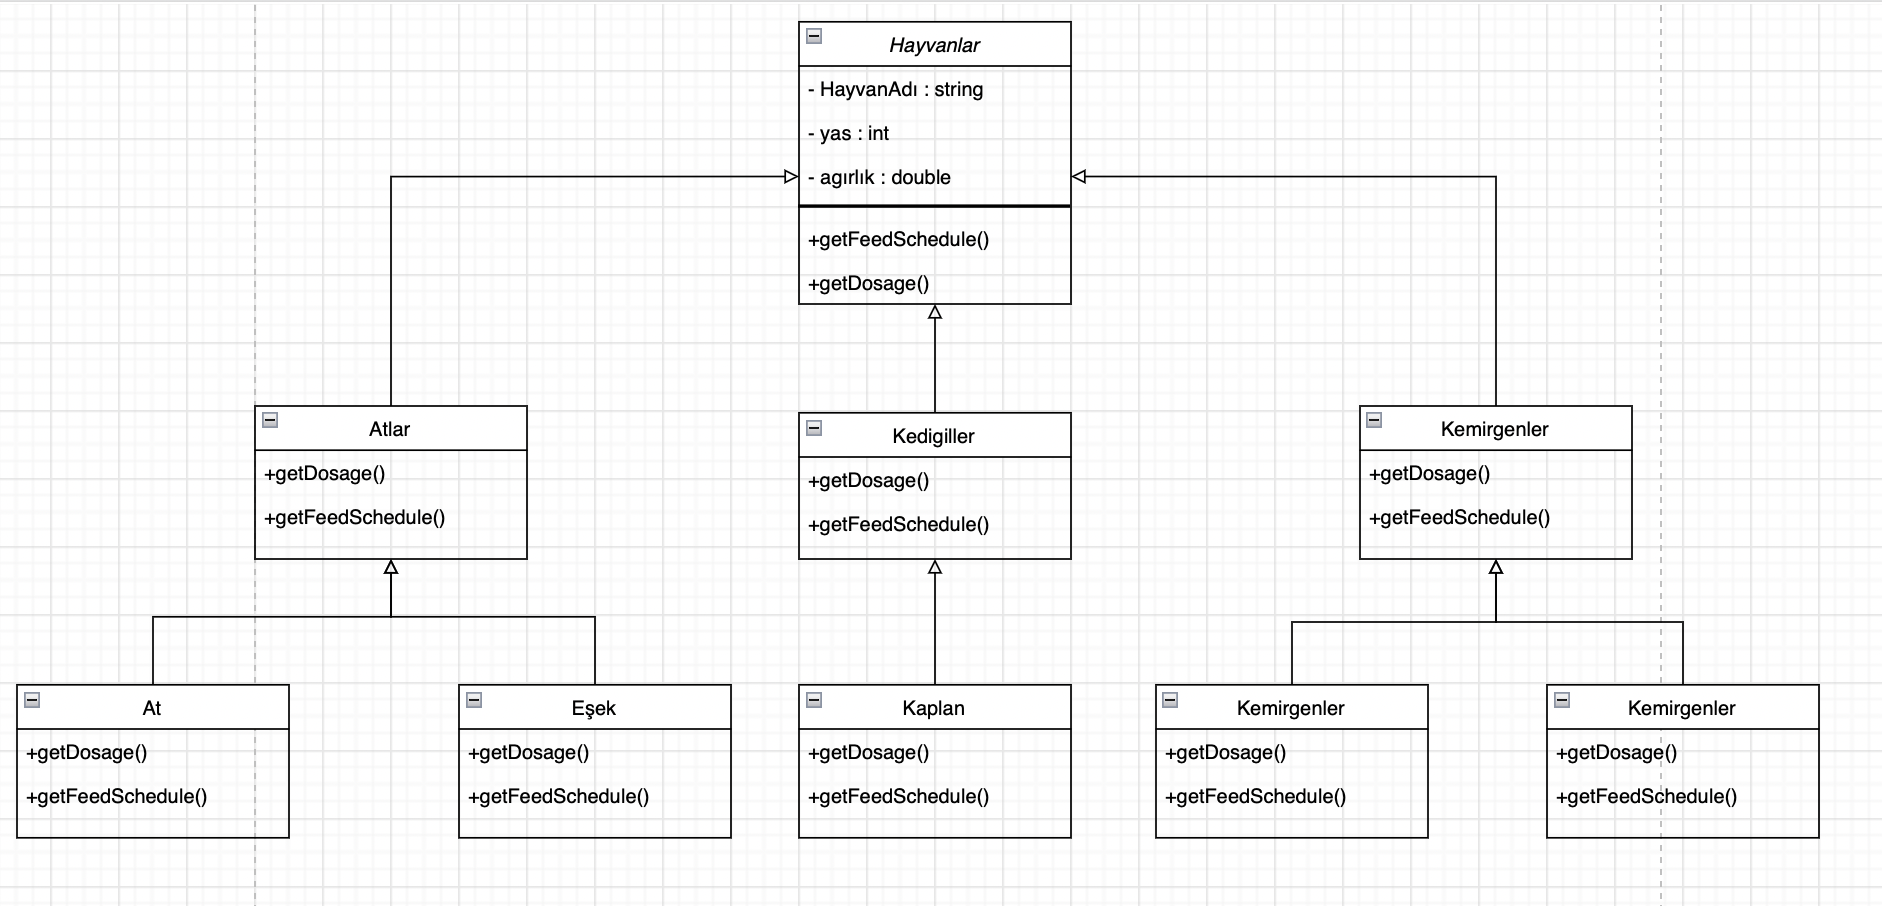 Hayvanlar
- HayvanAdı : string
- yas : int
- agırlık : double
+getFeedSchedule()
+getDosage()
Atlar
+getDosage()
+getFeedSchedule()
Kedigiller
+getDosage()
+getFeedSchedule()
Kemirgenler
+getDosage()
+getFeedSchedule()
At
+getDosage()
+getFeedSchedule()
Eşek
+getDosage()
+getFeedSchedule()
Kaplan
+getDosage()
+getFeedSchedule()
Kemirgenler
+getDosage()
+getFeedSchedule()
Kemirgenler
+getDosage()
+getFeedSchedule()